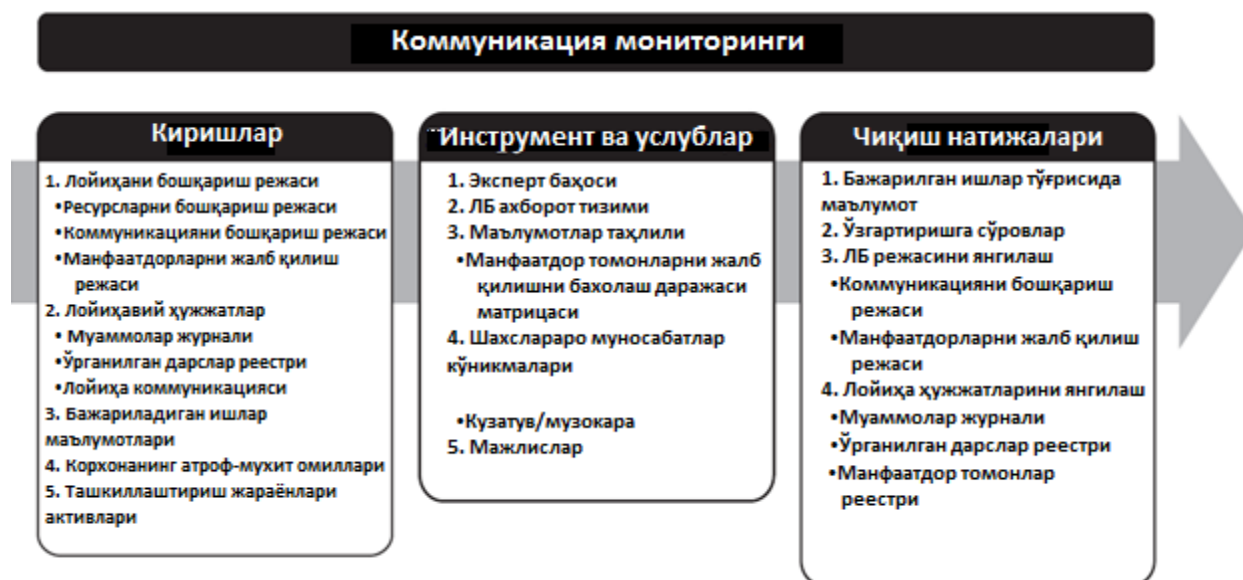 Коммуникация мониторинги
Киришлар
1. Лойиҳани бошқариш режаси
•Ресурсларни бошқариш режаси
•Коммуникацияни бошқариш режаси
•Манфаатдорларни жалб қилиш
режаси
2. Лойиҳавий ҳужжатлар
• Муаммолар журнали
•Ўрганилган дарслар реестри
•Лойиҳа коммуникацияси
3. Бажариладиган ишлар
маълумотлари
4. Корхонанинг атроф-мухит омиллари
5. Ташкиллаштириш жараёнлари
активлари
Инструмент ва услублар
1. Эксперт баҳоси
2. ЛБ ахборот тизими
3. Маълумотлар таҳлили
•Манфаатдор томонларни жалб
қилишни бахолаш даражаси
матрицаси
4. Шахслараро муносабатлар
кўникмалари
•Кузатув/музокара
5. Мажлислар
Чиқиш натижалари
1. Бажарилган ишлар тўғрисида
маълумот
2. Ўзгартиришга сўровлар
3. ЛБ режасини янгилаш
•Коммуникацияни бошқариш
режаси
•Манфаатдорларни жалб қилиш
режаси
4. Лойиҳа ҳужжатларини янгилаш
•Муаммолар журнали
•Ўрганилган дарслар реестри
•Манфаатдор томонлар
реестри